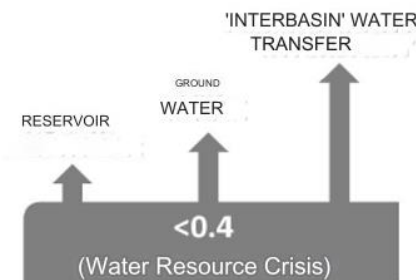 'INTERBASIN' WATER
TRANSFER
GROUND
WATER
RESERVOIR
<0.4
(Water Resource Crisis)